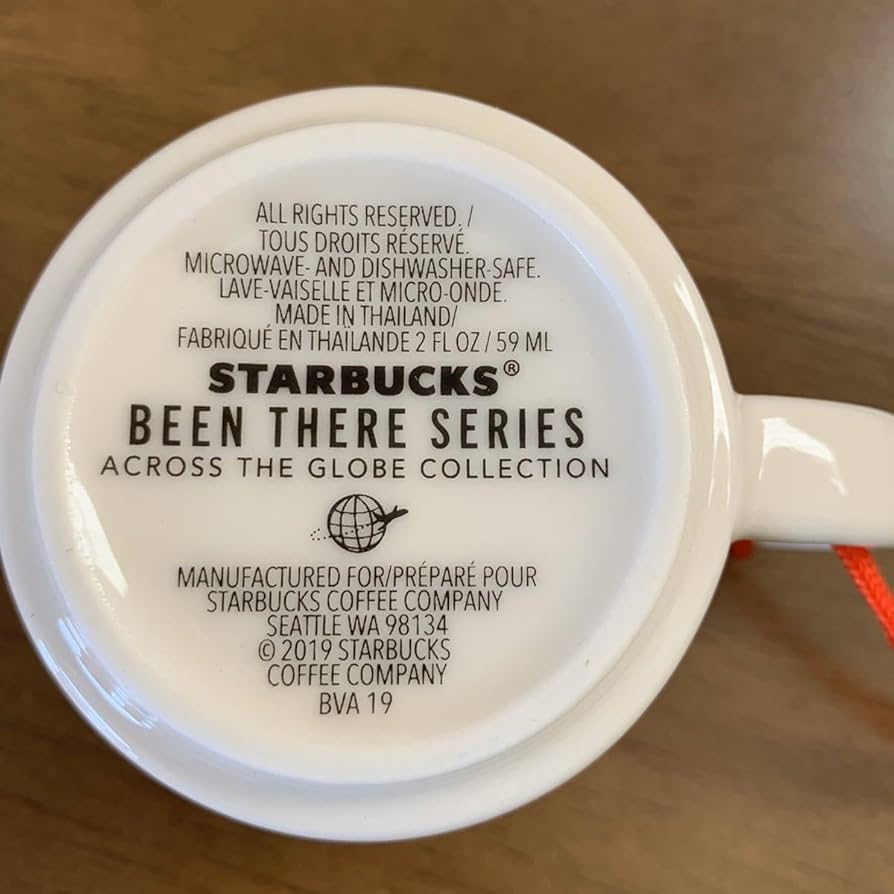 ALL RIGHTS RESERVED. /
TOUS DROITS RÉSERVÉ.
MICROWAVE- AND DISHWASHER-SAFE.
LAVE-VAISELLE ET MICRO-ONDE.
MADE IN THAILAND/
FABRIQUÉ EN THAÏLANDE 2 FL OZ / 59 ML
STARBUCKS®
BEEN THERE SERIES
ACROSS THE GLOBE COLLECTION
MANUFACTURED FOR/PRÉPARÉ POUR
STARBUCKS COFFEE COMPANY
SEATTLE WA 98134
© 2019 STARBUCKS
COFFEE COMPANY
BVA 19